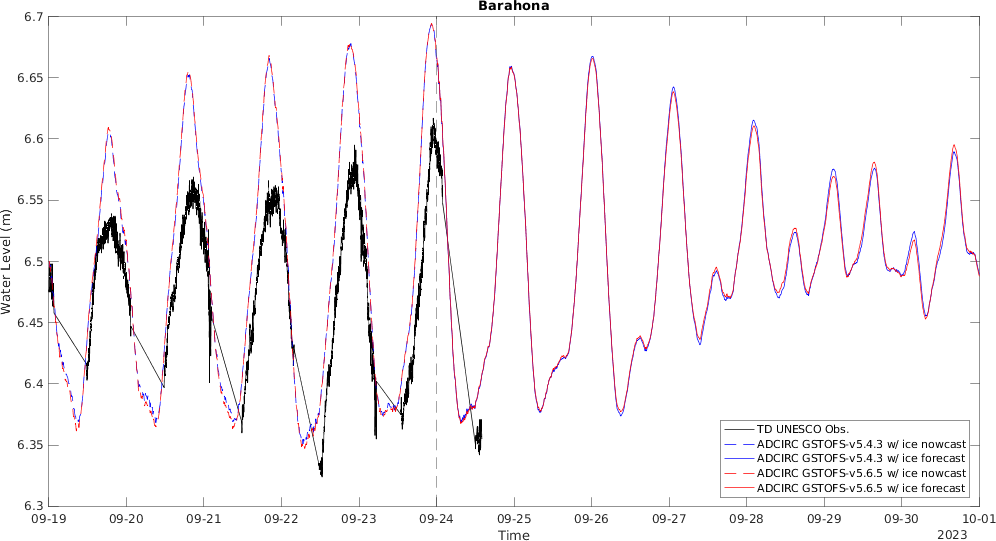 Barahona
Water Level (m)
6.7
6.65
6.6
6.55
6.5
6.45
6.4
6.35
6.3
TD UNESCO Obs.
ADCIRC GSTOFS-v5.4.3 w/ ice nowcast
ADCIRC GSTOFS-v5.4.3 w/ ice forecast
ADCIRC GSTOFS-v5.6.5 w/ ice nowcast
ADCIRC GSTOFS-v5.6.5 w/ ice forecast
09-19 09-20 09-21 09-22 09-23 09-24 09-25 09-26 09-27 09-28 09-29 09-30 10-01
Time
2023